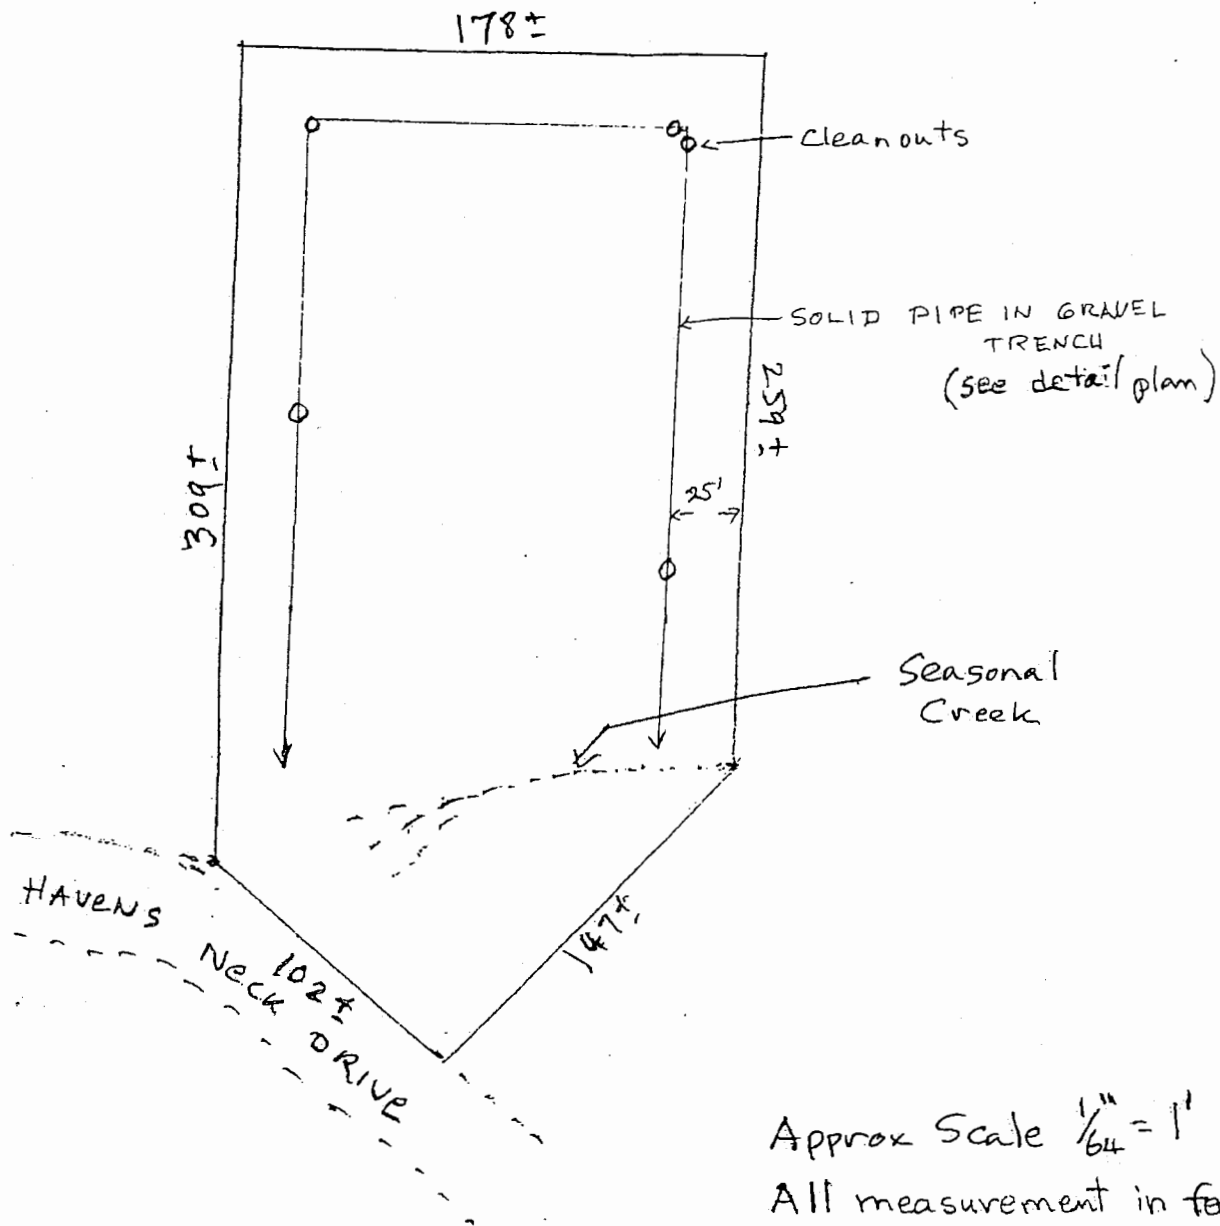 178±
Cleanouts
SOLID PIPE IN GRAVEL
TRENCH
(see detail plan)
259±
25'
309±
Seasonal
Creek
HAVENS NECK DRIVE
102±
147±
Approx Scale 1/64" = 1'
All measurement in